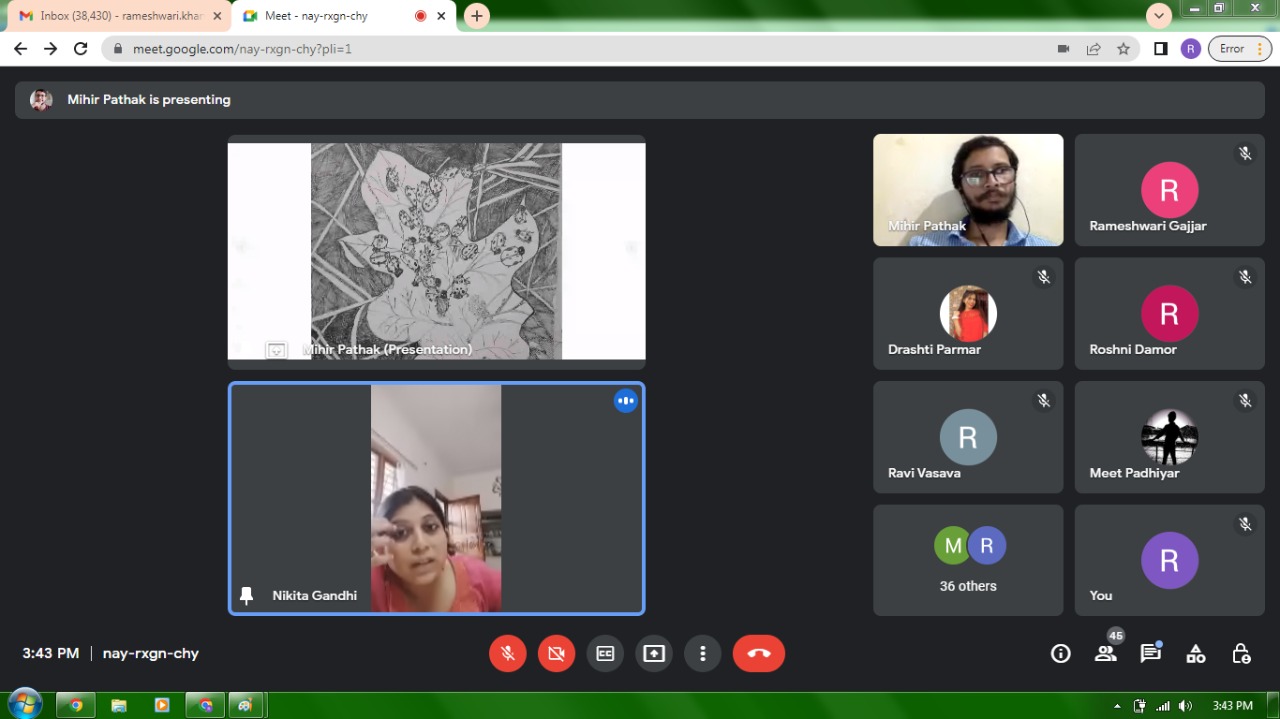 Inbox (38,430) - rameshwari.khar
Meet - nay-rxgn-chy
meet.google.com/nay-rxgn-chy?pli=1
R
Error
Mihir Pathak is presenting
Mihir Pathak (Presentation)
Nikita Gandhi
Mihir Pathak
R
Rameshwari Gajjar
Drashti Parmar
R
Roshni Damor
R
Ravi Vasava
Meet Padhiyar
M R
36 others
R
You
3:43 PM | nay-rxgn-chy
CC
45
3:43 PM